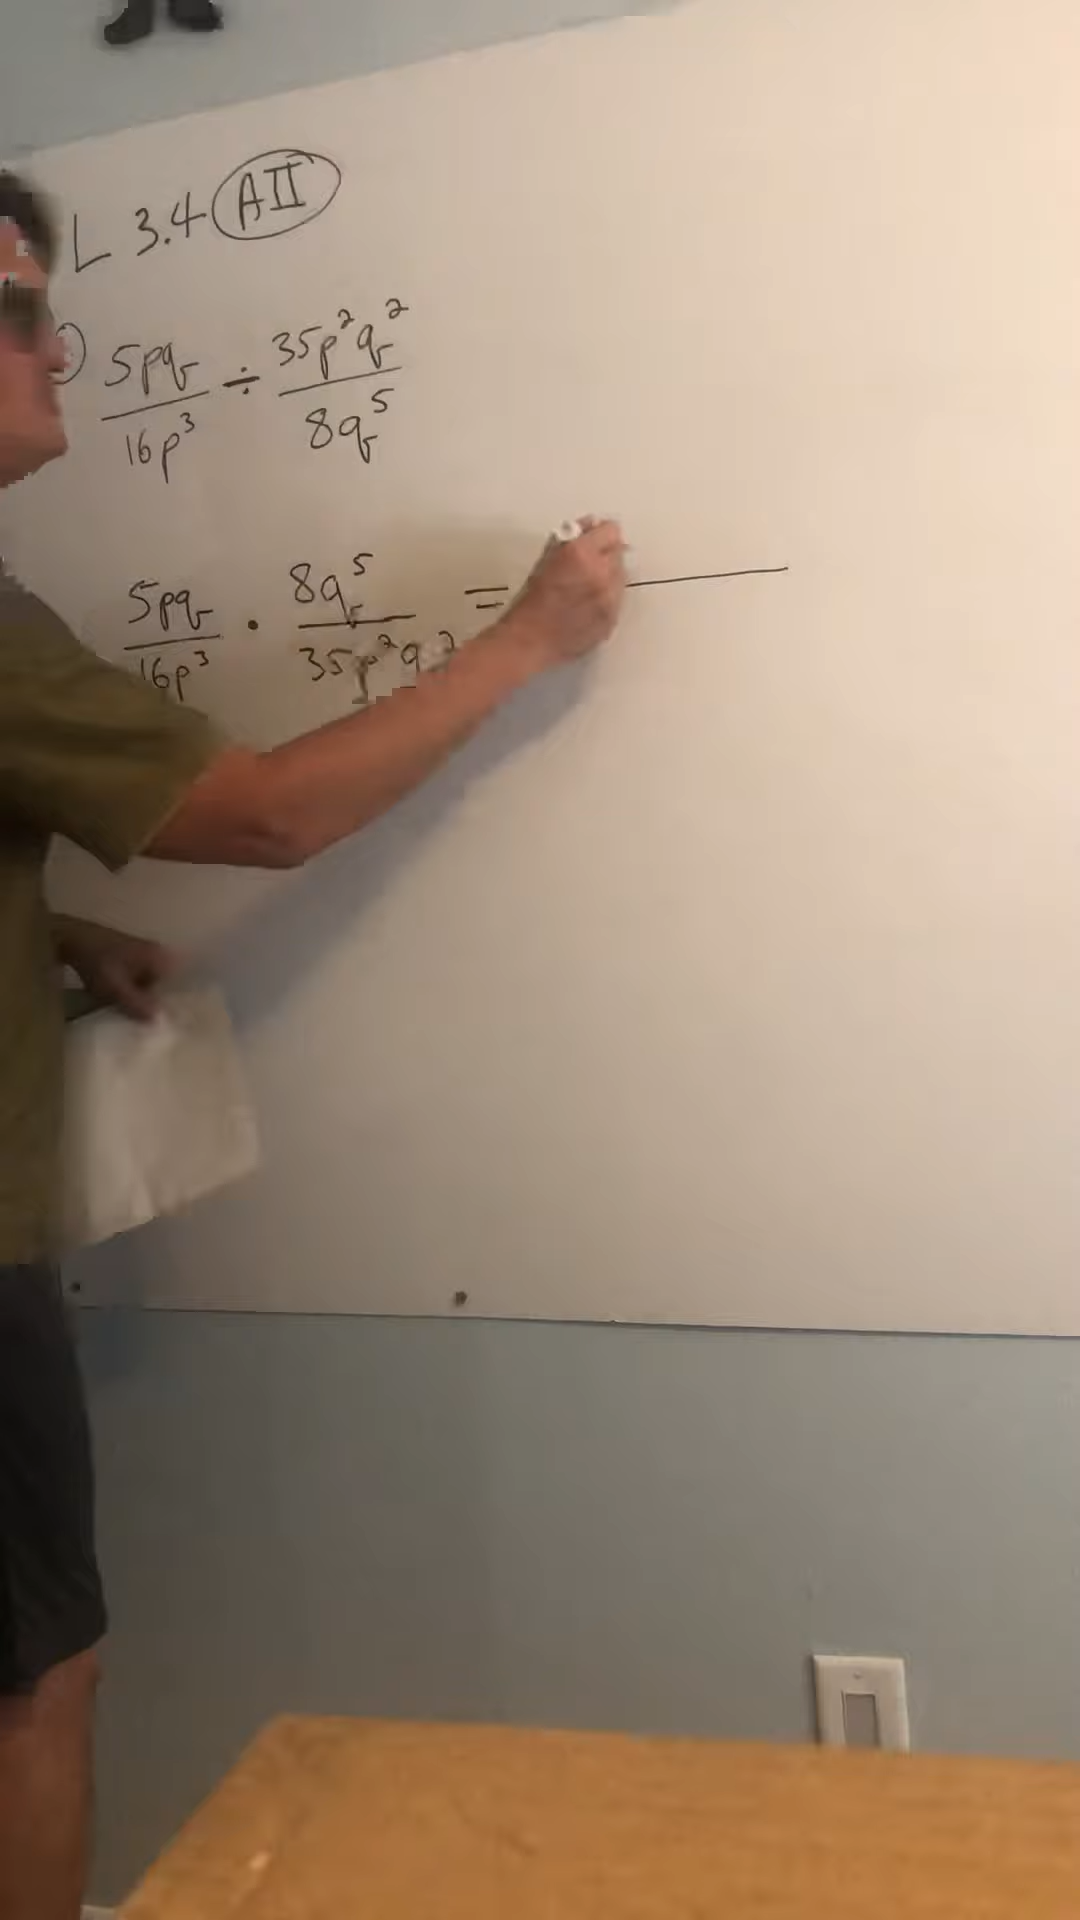 L 3.4 AII
5pq/16p³ ÷ 35p²q²/8q⁵
5pq/16p³ · 8q⁵/35p²q² =